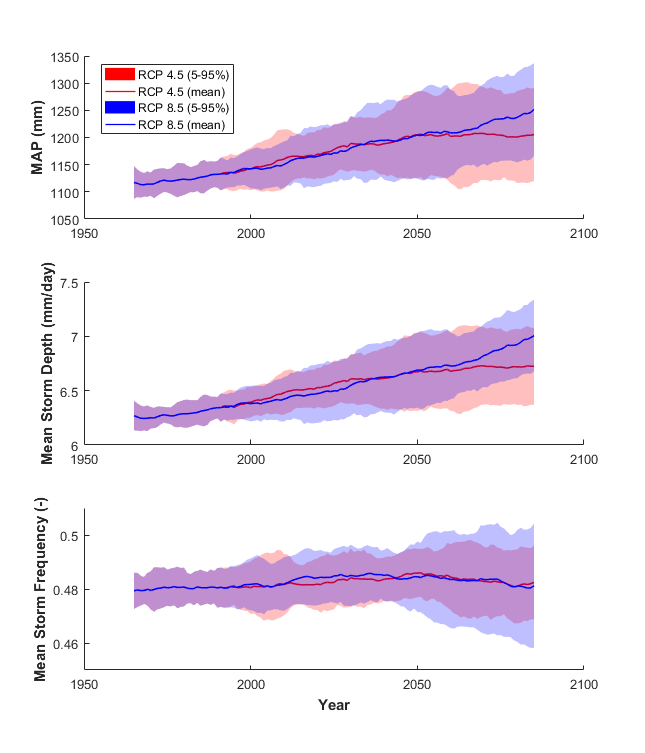 1350
1300
1250
1200
1150
1100
1050
MAP (mm)
RCP 4.5 (5-95%)
RCP 4.5 (mean)
RCP 8.5 (5-95%)
RCP 8.5 (mean)
1950 2000 2050 2100
7.5
7
6.5
6
Mean Storm Depth (mm/day)
1950 2000 2050 2100
0.5
0.48
0.46
Mean Storm Frequency (-)
1950 2000 2050 2100
Year